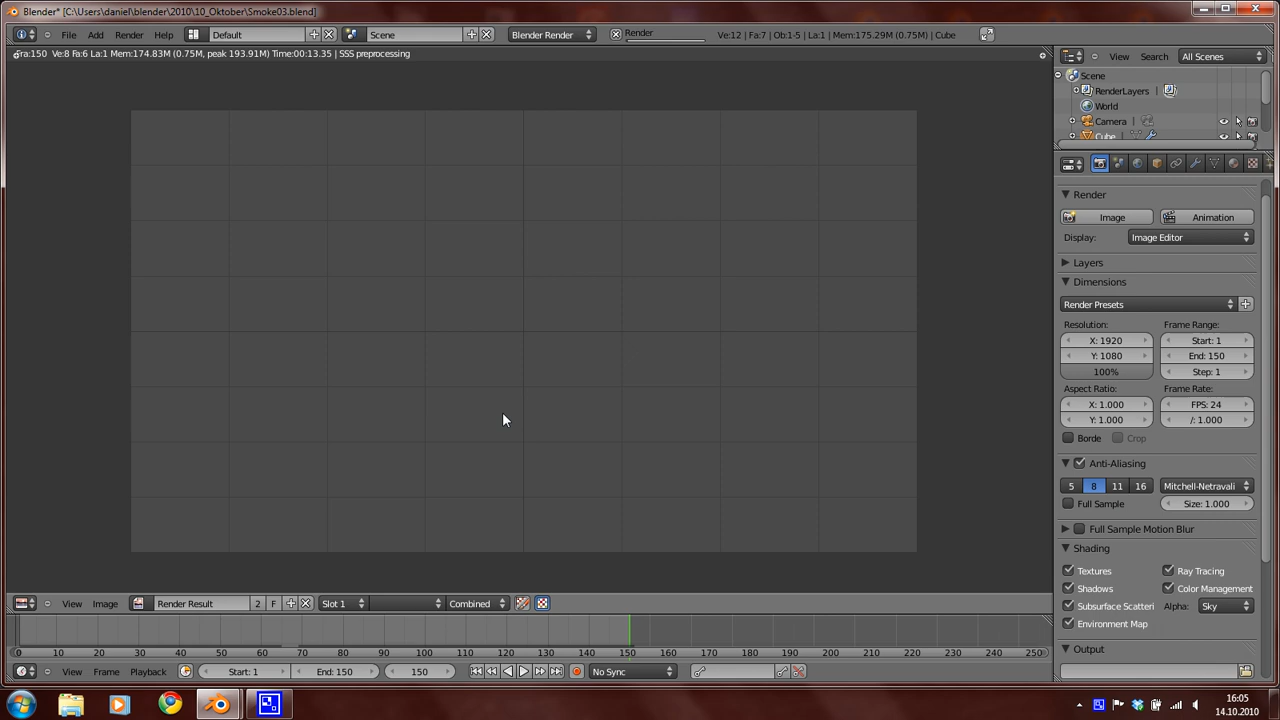 Blender* [C:\Users\daniel\blender\2010\10_Oktober\Smoke03.blend]
File Add Render Help Default Scene Blender Render Render Ve:12 | Fa:7 | Ob:1-5 | La:1 | Mem:175.29M (0.75M) | Cube
Fra:150 Ve:8 Fa:6 La:1 Mem:174.83M (0.75M, peak 193.91M) Time:00:13.35 | SSS preprocessing
View Search All Scenes
Scene
RenderLayers
World
Camera
Cube
Render
Image Animation
Display: Image Editor
Layers
Dimensions
Render Presets
Resolution: Frame Range:
X: 1920 Start: 1
Y: 1080 End: 150
100% Step: 1
Aspect Ratio: Frame Rate:
X: 1.000 FPS: 24
Y: 1.000 /: 1.000
Borde Crop
Anti-Aliasing
5 8 11 16 Mitchell-Netravali
Full Sample Size: 1.000
Full Sample Motion Blur
Shading
Textures Ray Tracing
Shadows Color Management
Subsurface Scatteri Alpha: Sky
Environment Map
Output
View Image Render Result 2 F Slot 1 Combined
0 10 20 30 40 50 60 70 80 90 100 110 120 130 140 150 160 170 180 190 200 210 220 230 240 250
View Frame Playback Start: 1 End: 150 150 No Sync
16:05
14.10.2010